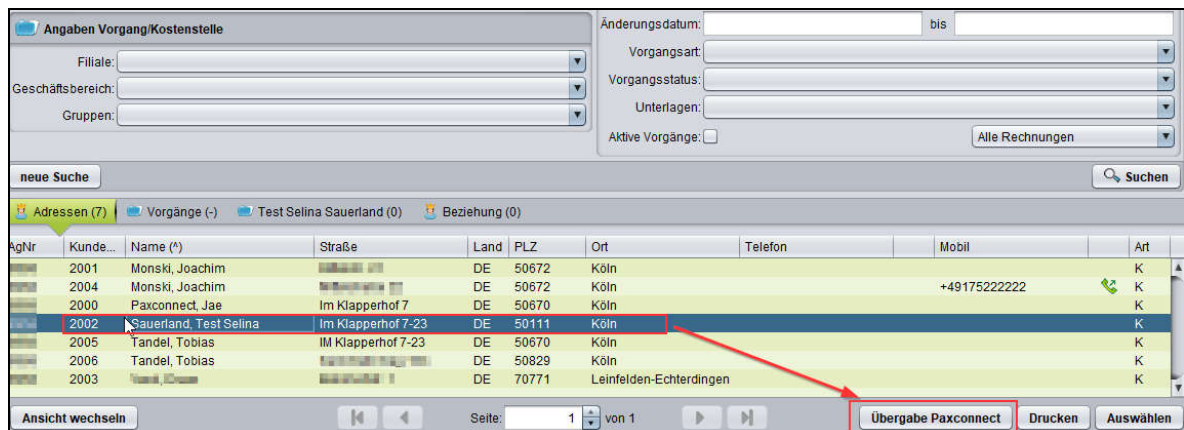 Angaben Vorgang/Kostenstelle
Änderungsdatum: bis
Filiale:
Vorgangsart:
Geschäftsbereich:
Vorgangsstatus:
Gruppen:
Unterlagen:
Aktive Vorgänge: Alle Rechnungen
neue Suche Suchen
Adressen (7) Vorgänge (-) Test Selina Sauerland (0) Beziehung (0)
AgNr Kunde... Name (^) Straße Land PLZ Ort Telefon Mobil Art
2001 Monski, Joachim DE 50672 Köln K
2004 Monski, Joachim DE 50672 Köln +49175222222 K
2000 Paxconnect, Jae Im Klapperhof 7 DE 50670 Köln K
2002 Sauerland, Test Selina Im Klapperhof 7-23 DE 50111 Köln K
2005 Tandel, Tobias IM Klapperhof 7-23 DE 50670 Köln K
2006 Tandel, Tobias DE 50829 Köln K
2003 DE 70771 Leinfelden-Echterdingen K
Ansicht wechseln Seite: 1 von 1 Übergabe Paxconnect Drucken Auswählen